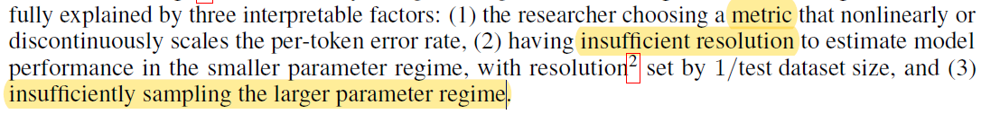 fully explained by three interpretable factors: (1) the researcher choosing a metric that nonlinearly or
discontinuously scales the per-token error rate, (2) having insufficient resolution to estimate model
performance in the smaller parameter regime, with resolution² set by 1/test dataset size, and (3)
insufficiently sampling the larger parameter regime.